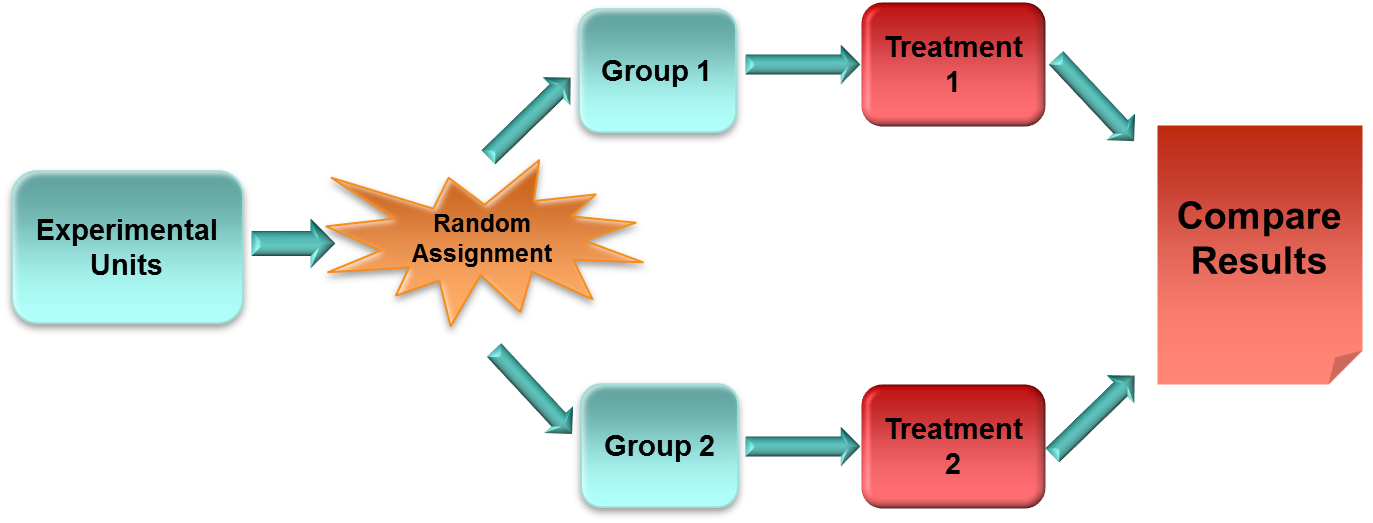 Experimental
Units
Random
Assignment
Group 1
Treatment
1
Group 2
Treatment
2
Compare
Results